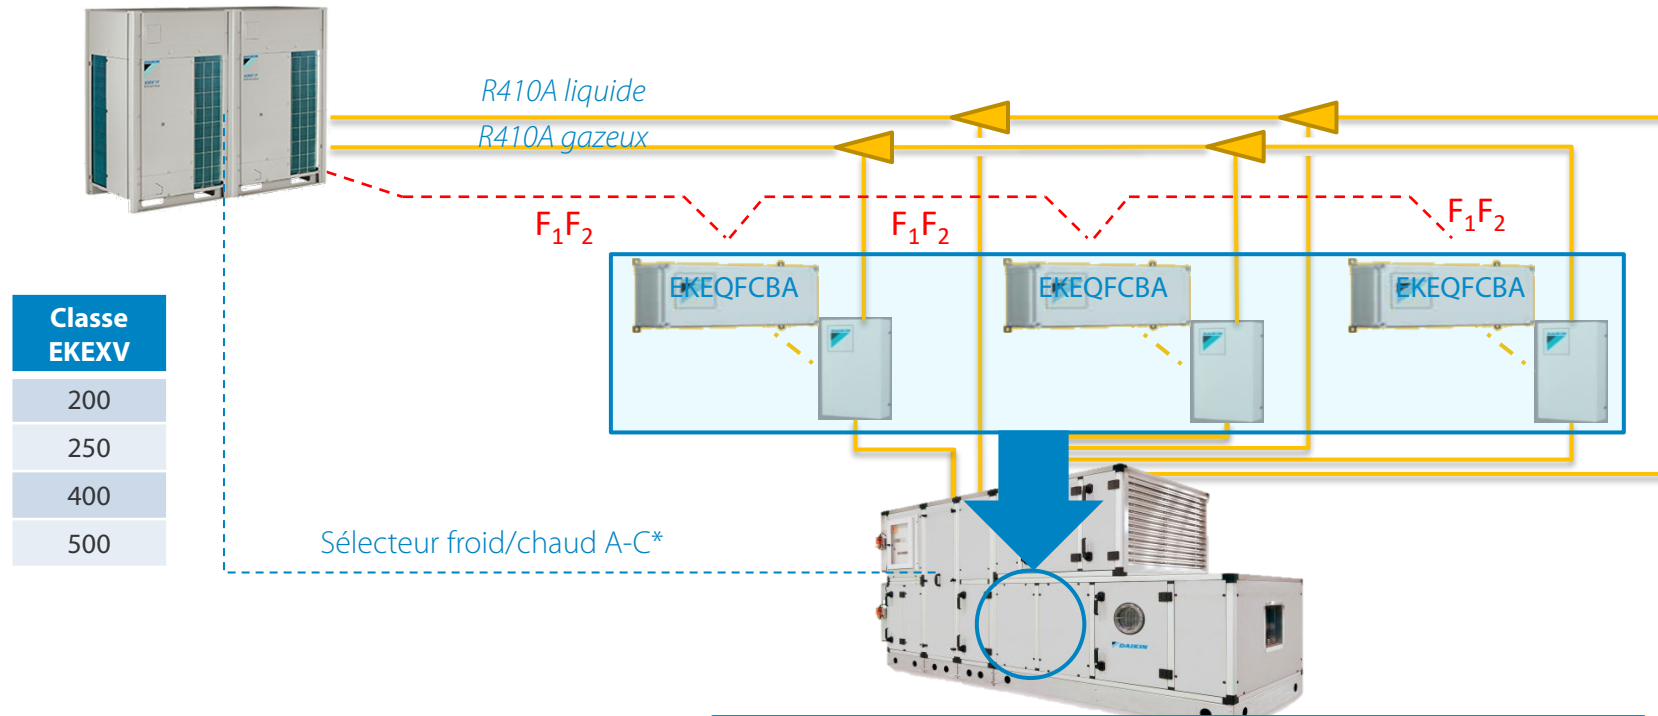 R410A liquide
R410A gazeux
F₁F₂
F₁F₂
F₁F₂
EKEQFCBA
EKEQFCBA
EKEQFCBA
Classe
EKEXV
200
250
400
500
Sélecteur froid/chaud A-C*
DAIKIN